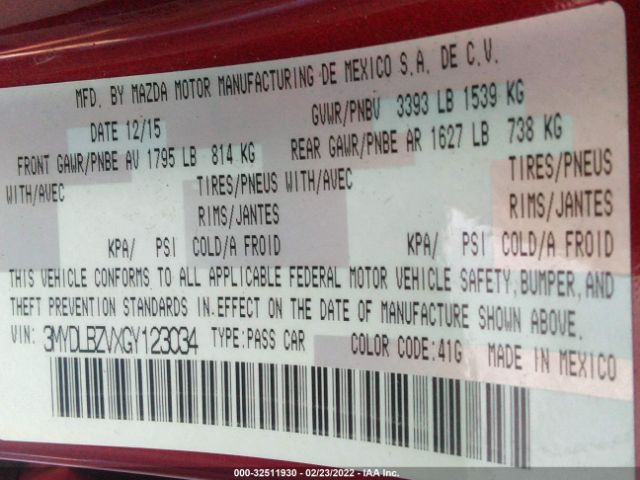 MFD. BY MAZDA MOTOR MANUFACTURING DE MEXICO S.A. DE C.V.
DATE 12/15 GVWR/PNBV 3393 LB 1539 KG
FRONT GAWR/PNBE AV 1795 LB 814 KG REAR GAWR/PNBE AR 1627 LB 738 KG
WITH/AVEC TIRES/PNEUS WITH/AVEC TIRES/PNEUS
RIMS/JANTES RIMS/JANTES
KPA/ PSI COLD/A FROID KPA/ PSI COLD/A FROID
THIS VEHICLE CONFORMS TO ALL APPLICABLE FEDERAL MOTOR VEHICLE SAFETY, BUMPER, AND
THEFT PREVENTION STANDARDS IN EFFECT ON THE DATE OF MANUFACTURE SHOWN ABOVE.
VIN: 3MYDLBZVXGY123034 TYPE:PASS CAR COLOR CODE:41G MADE IN MEXICO
000-32511930 - 02/23/2022 - IAA Inc.